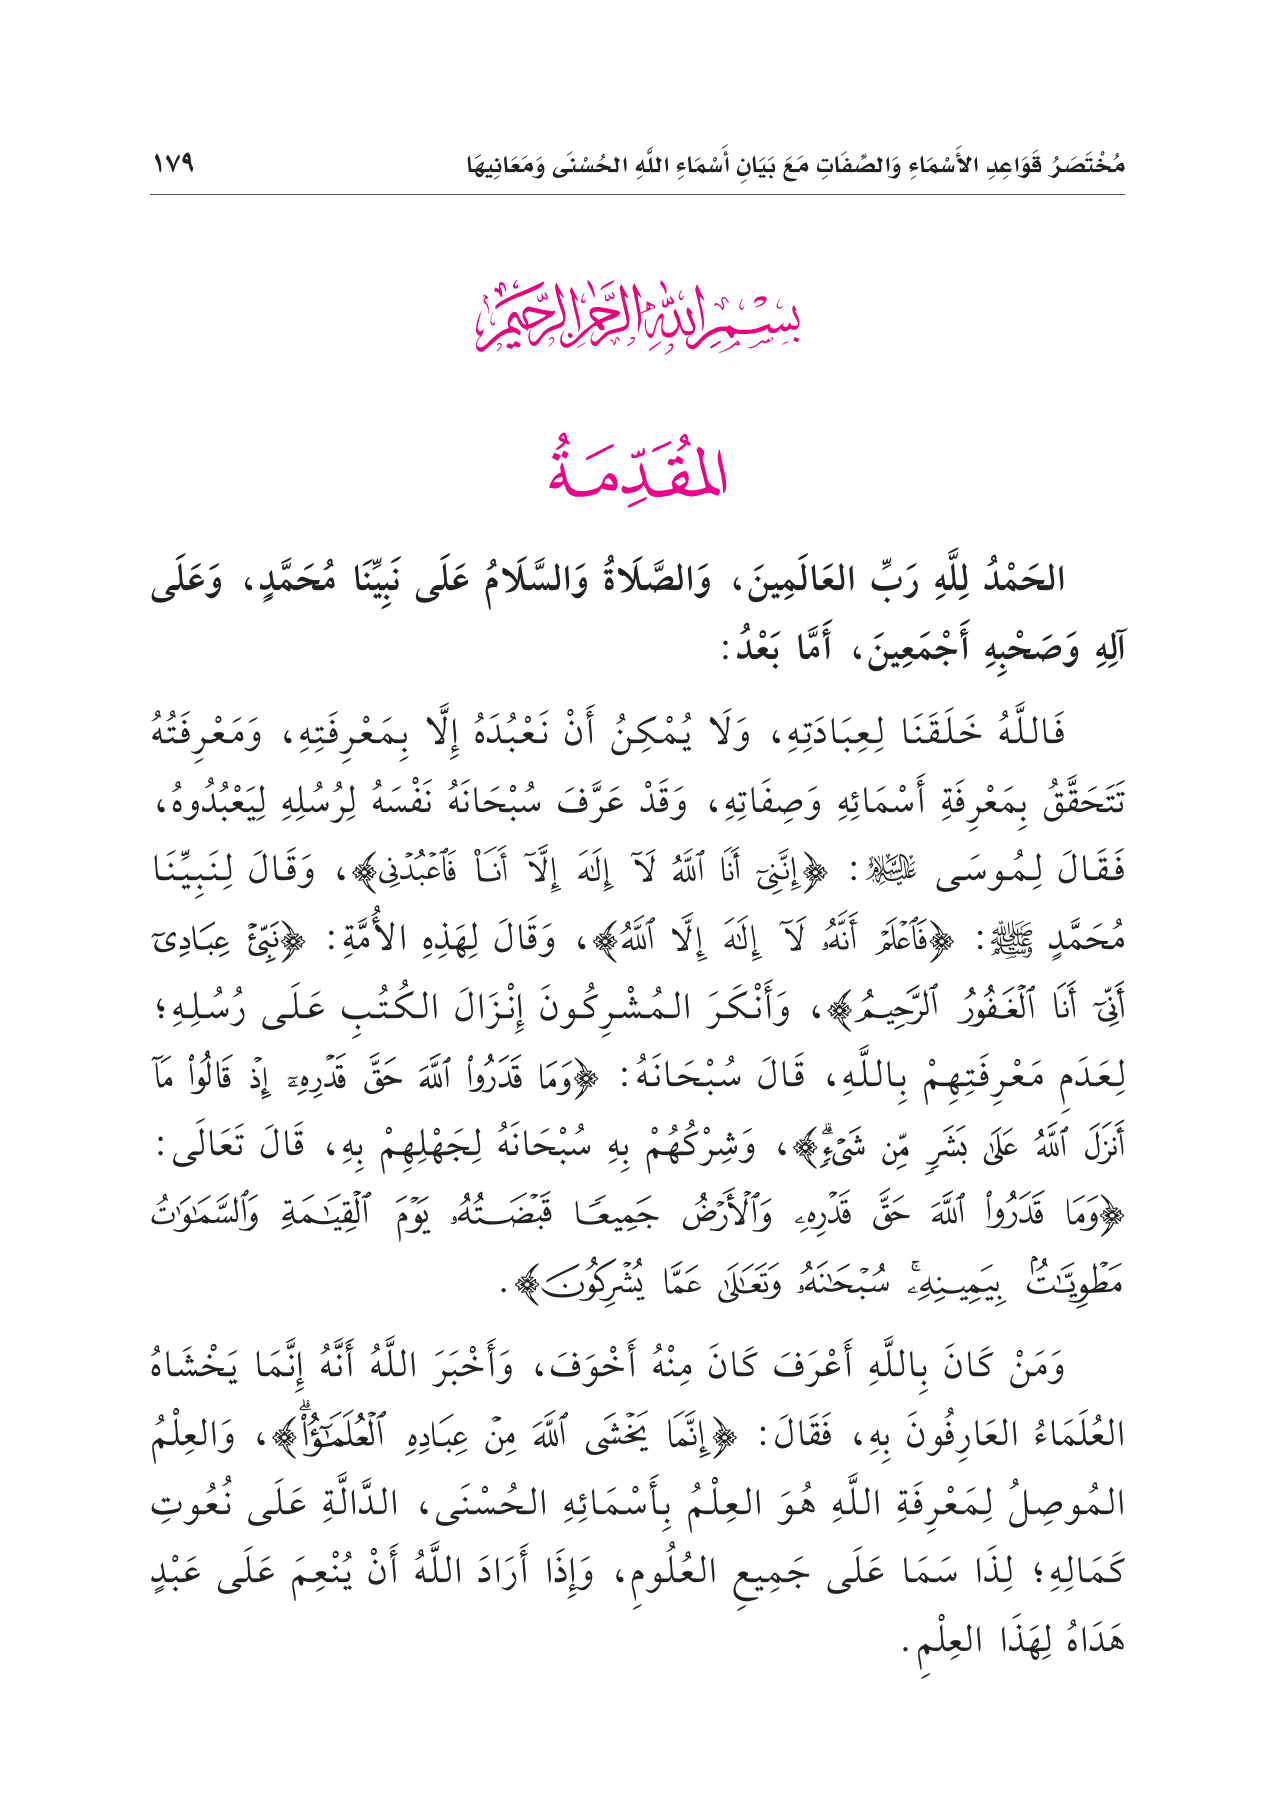 مُخْتَصَرُ قَوَاعِدِ الأَسْمَاءِ وَالصِّفَاتِ مَعَ بَيَانِ أَسْمَاءِ اللَّهِ الحُسْنَى وَمَعَانِيهَا ١٧٩
بِسْمِ اللَّهِ الرَّحْمَنِ الرَّحِيمِ
المُقَدِّمَةُ
الحَمْدُ لِلَّهِ رَبِّ العَالَمِينَ، وَالصَّلَاةُ وَالسَّلَامُ عَلَى نَبِيِّنَا مُحَمَّدٍ، وَعَلَى
آلِهِ وَصَحْبِهِ أَجْمَعِينَ، أَمَّا بَعْدُ:
فَاللَّهُ خَلَقَنَا لِعِبَادَتِهِ، وَلَا يُمْكِنُ أَنْ نَعْبُدَهُ إِلَّا بِمَعْرِفَتِهِ، وَمَعْرِفَتُهُ
تَتَحَقَّقُ بِمَعْرِفَةِ أَسْمَائِهِ وَصِفَاتِهِ، وَقَدْ عَرَّفَ سُبْحَانَهُ نَفْسَهُ لِرُسُلِهِ لِيَعْبُدُوهُ،
فَقَالَ لِمُوسَى عليه السلام: ﴿إِنَّنِيٓ أَنَا ٱللَّهُ لَآ إِلَٰهَ إِلَّآ أَنَا۠ فَٱعۡبُدۡنِي﴾، وَقَالَ لِنَبِيِّنَا
مُحَمَّدٍ ﷺ: ﴿فَٱعۡلَمۡ أَنَّهُۥ لَآ إِلَٰهَ إِلَّا ٱللَّهُ﴾، وَقَالَ لِهَذِهِ الأُمَّةِ: ﴿نَبِّئۡ عِبَادِيٓ
أَنِّيٓ أَنَا ٱلۡغَفُورُ ٱلرَّحِيمُ﴾، وَأَنْكَرَ المُشْرِكُونَ إِنْزَالَ الكُتُبِ عَلَى رُسُلِهِ؛
لِعَدَمِ مَعْرِفَتِهِمْ بِاللَّهِ، قَالَ سُبْحَانَهُ: ﴿وَمَا قَدَرُواْ ٱللَّهَ حَقَّ قَدۡرِهِۦٓ إِذۡ قَالُواْ مَآ
أَنزَلَ ٱللَّهُ عَلَىٰ بَشَرٖ مِّن شَيۡءٖۗ﴾، وَشِرْكُهُمْ بِهِ سُبْحَانَهُ لِجَهْلِهِمْ بِهِ، قَالَ تَعَالَى:
﴿وَمَا قَدَرُواْ ٱللَّهَ حَقَّ قَدۡرِهِۦ وَٱلۡأَرۡضُ جَمِيعٗا قَبۡضَتُهُۥ يَوۡمَ ٱلۡقِيَٰمَةِ وَٱلسَّمَٰوَٰتُ
مَطۡوِيَّٰتُۢ بِيَمِينِهِۦۚ سُبۡحَٰنَهُۥ وَتَعَٰلَىٰ عَمَّا يُشۡرِكُونَ﴾.
وَمَنْ كَانَ بِاللَّهِ أَعْرَفَ كَانَ مِنْهُ أَخْوَفَ، وَأَخْبَرَ اللَّهُ أَنَّهُ إِنَّمَا يَخْشَاهُ
العُلَمَاءُ العَارِفُونَ بِهِ، فَقَالَ: ﴿إِنَّمَا يَخۡشَى ٱللَّهَ مِنۡ عِبَادِهِ ٱلۡعُلَمَٰٓؤُاْۗ﴾، وَالعِلْمُ
المُوصِلُ لِمَعْرِفَةِ اللَّهِ هُوَ العِلْمُ بِأَسْمَائِهِ الحُسْنَى، الدَّالَّةِ عَلَى نُعُوتِ
كَمَالِهِ؛ لِذَا سَمَا عَلَى جَمِيعِ العُلُومِ، وَإِذَا أَرَادَ اللَّهُ أَنْ يُنْعِمَ عَلَى عَبْدٍ
هَدَاهُ لِهَذَا العِلْمِ.